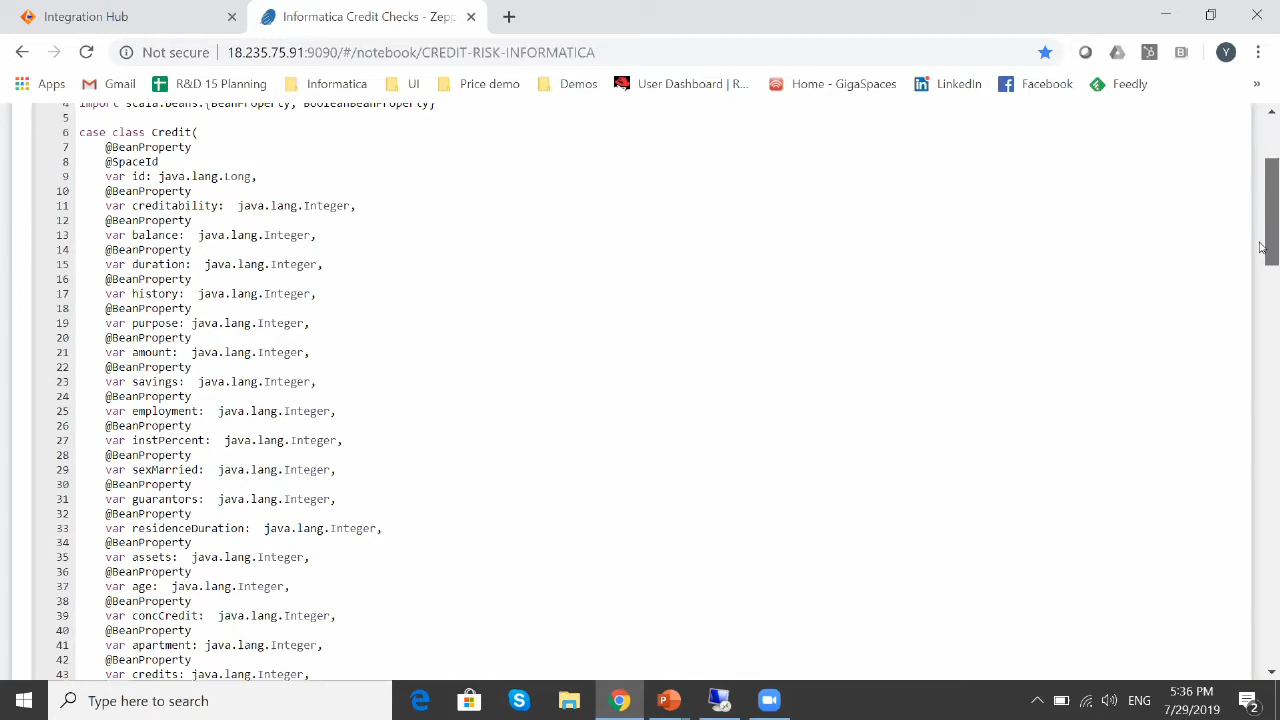 Integration Hub
Informatica Credit Checks - Zepp
Not secure
18.235.75.91:9090/#/notebook/CREDIT-RISK-INFORMATICA
Y
Apps
Gmail
R&D 15 Planning
Informatica
UI
Price demo
Demos
User Dashboard | R...
Home - GigaSpaces
LinkedIn
Facebook
Feedly
»
4 import scala.beans.{BeanProperty, BooleanBeanProperty}
5
6 case class Credit(
7 @BeanProperty
8 @SpaceId
9 var id: java.lang.Long,
10 @BeanProperty
11 var creditability: java.lang.Integer,
12 @BeanProperty
13 var balance: java.lang.Integer,
14 @BeanProperty
15 var duration: java.lang.Integer,
16 @BeanProperty
17 var history: java.lang.Integer,
18 @BeanProperty
19 var purpose: java.lang.Integer,
20 @BeanProperty
21 var amount: java.lang.Integer,
22 @BeanProperty
23 var savings: java.lang.Integer,
24 @BeanProperty
25 var employment: java.lang.Integer,
26 @BeanProperty
27 var instPercent: java.lang.Integer,
28 @BeanProperty
29 var sexMarried: java.lang.Integer,
30 @BeanProperty
31 var guarantors: java.lang.Integer,
32 @BeanProperty
33 var residenceDuration: java.lang.Integer,
34 @BeanProperty
35 var assets: java.lang.Integer,
36 @BeanProperty
37 var age: java.lang.Integer,
38 @BeanProperty
39 var concCredit: java.lang.Integer,
40 @BeanProperty
41 var apartment: java.lang.Integer,
42 @BeanProperty
43 var credits: java.lang.Integer,
Type here to search
ENG
5:36 PM
7/29/2019
2